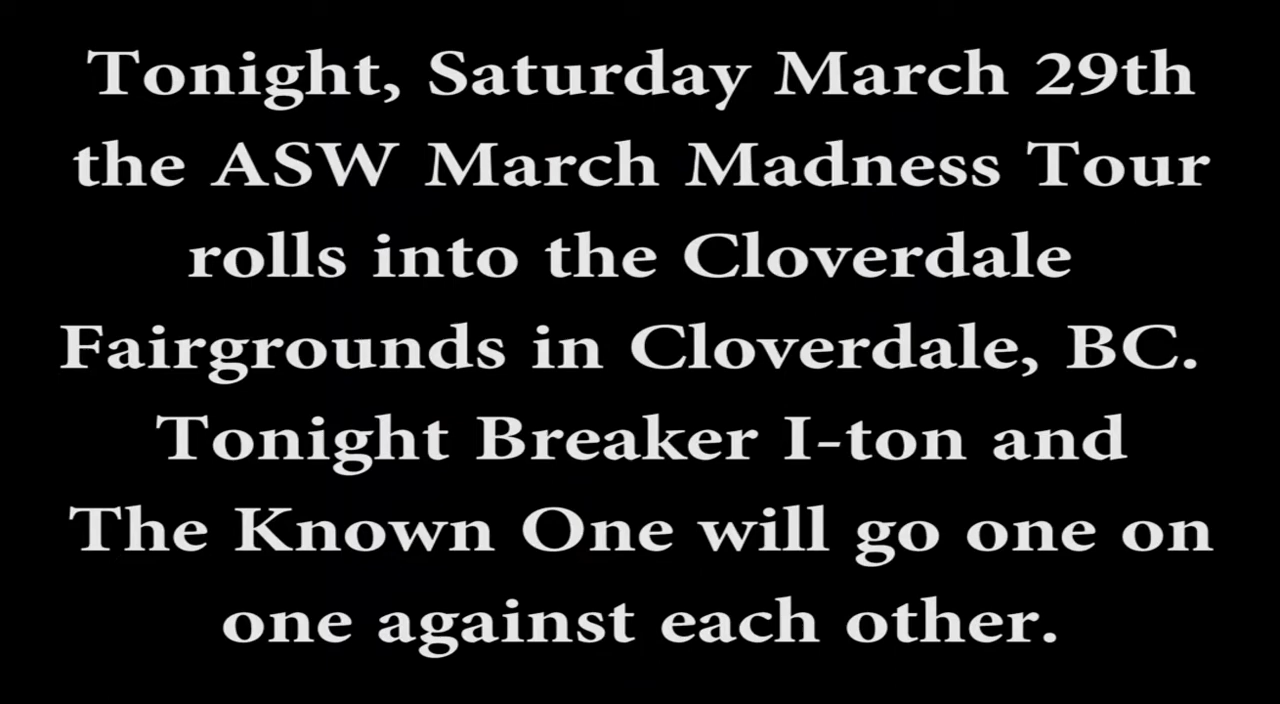 Tonight, Saturday March 29th
the ASW March Madness Tour
rolls into the Cloverdale
Fairgrounds in Cloverdale, BC.
Tonight Breaker I-ton and
The Known One will go one on
one against each other.